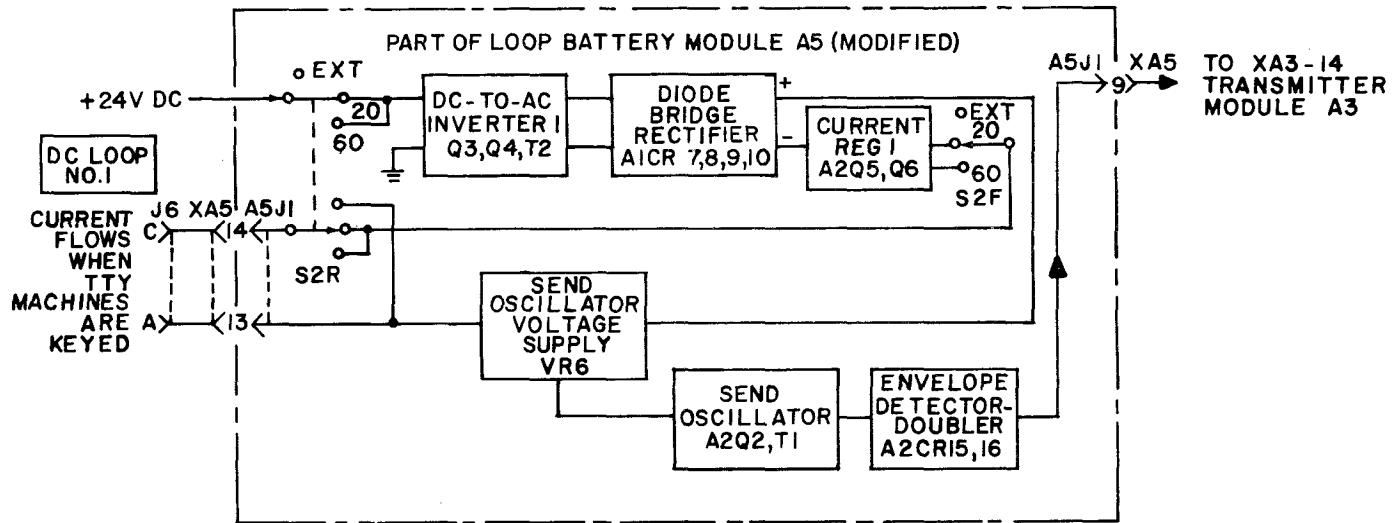 PART OF LOOP BATTERY MODULE A5 (MODIFIED)
EXT
+24V DC
20
60
DC-TO-AC
INVERTER I
Q3,Q4,T2
DIODE
BRIDGE
RECTIFIER
AICR 7,8,9,10
+
-
CURRENT
REG I
A2Q5,Q6
EXT
20
60
S2F
A5J1
9
XA5
TO XA3-14
TRANSMITTER
MODULE A3
DC LOOP
NO.1
CURRENT
FLOWS
WHEN
TTY
MACHINES
ARE
KEYED
J6 XA5 A5J1
C
14
A
13
S2R
SEND
OSCILLATOR
VOLTAGE
SUPPLY
VR6
SEND
OSCILLATOR
A2Q2,T1
ENVELOPE
DETECTOR-
DOUBLER
A2CR15,16